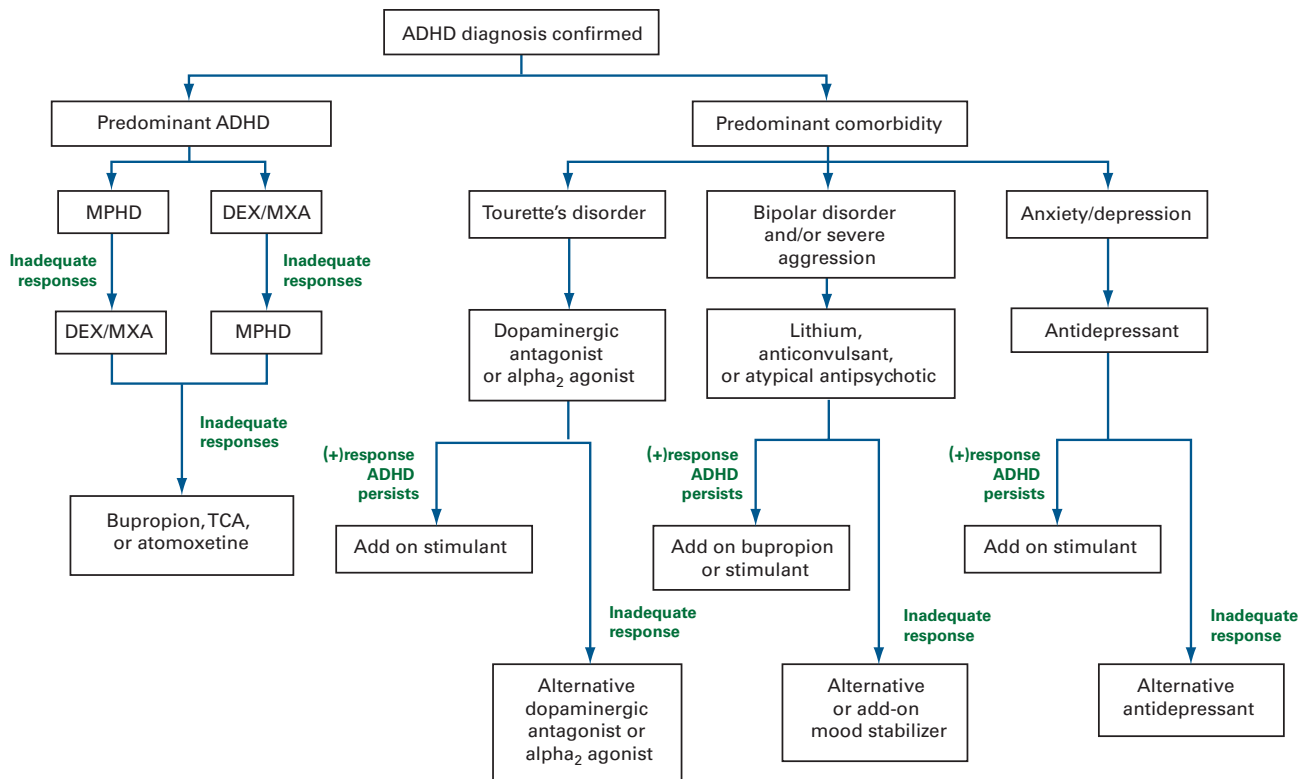 ADHD diagnosis confirmed
Predominant ADHD
Predominant comorbidity
MPHD
DEX/MXA
Tourette's disorder
Bipolar disorder
and/or severe
aggression
Anxiety/depression
Inadequate
responses
Inadequate
responses
DEX/MXA
MPHD
Dopaminergic
antagonist
or alpha₂ agonist
Lithium,
anticonvulsant,
or atypical antipsychotic
Antidepressant
Inadequate
responses
(+)response
ADHD
persists
(+)response
ADHD
persists
(+)response
ADHD
persists
Bupropion, TCA,
or atomoxetine
Add on stimulant
Add on bupropion
or stimulant
Add on stimulant
Inadequate
response
Inadequate
response
Inadequate
response
Alternative
dopaminergic
antagonist or
alpha₂ agonist
Alternative
or add-on
mood stabilizer
Alternative
antidepressant